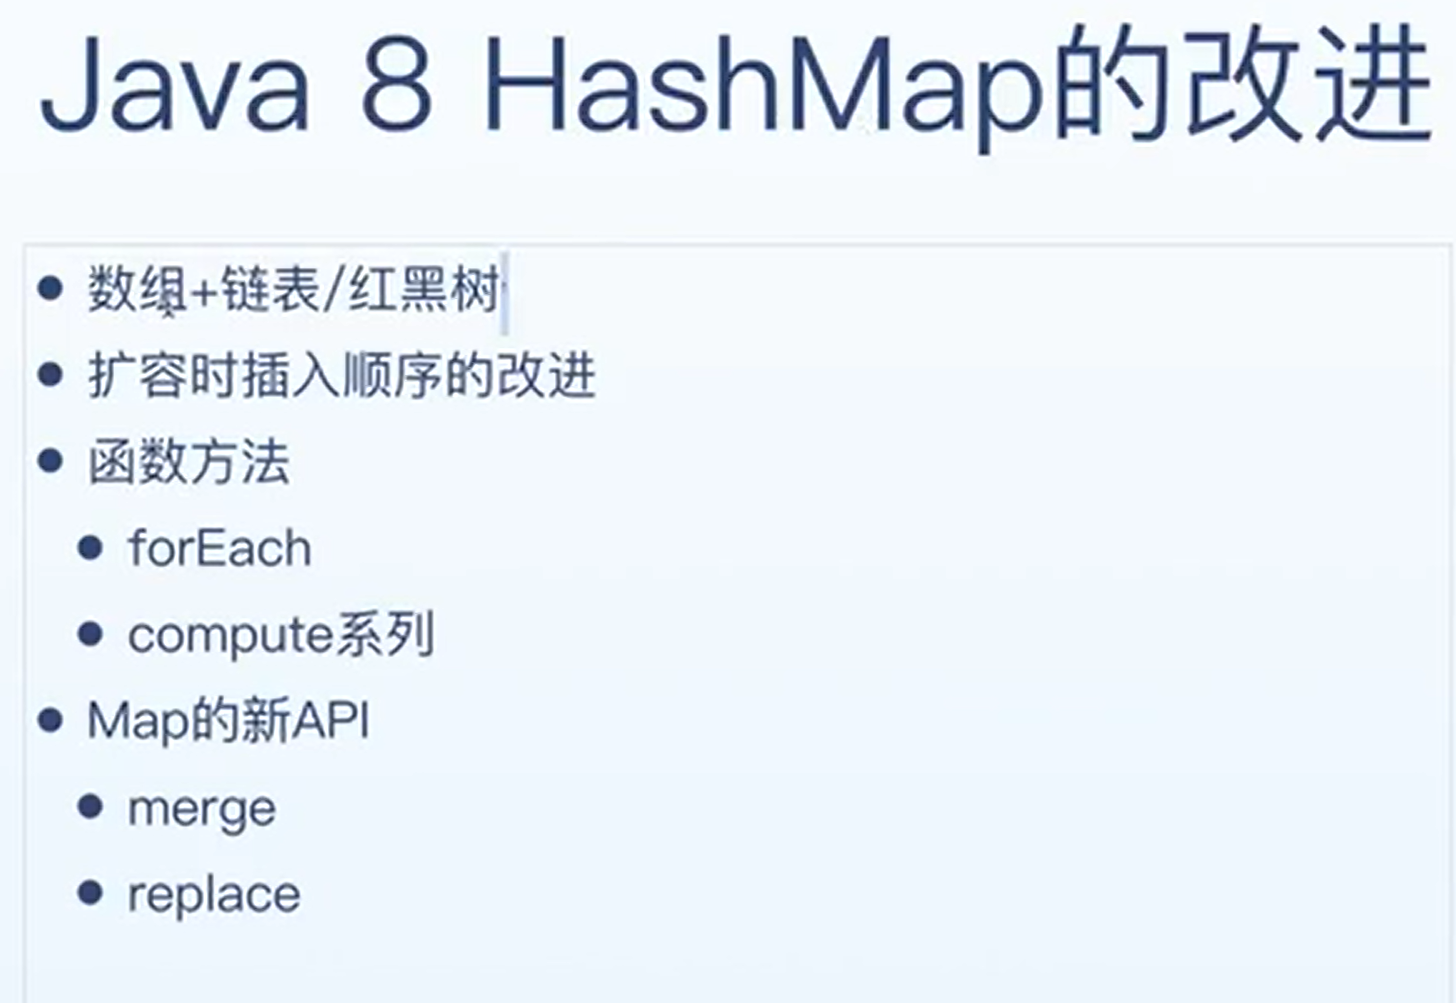 Java 8 HashMap的改进
数组+链表/红黑树
扩容时插入顺序的改进
函数方法
forEach
compute系列
Map的新API
merge
replace